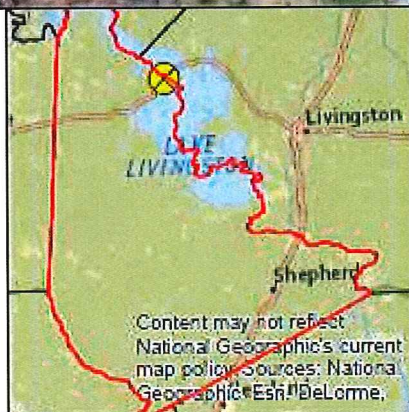 Livingston
LAKE
LIVINGSTON
Shepherd
Content may not reflect
National Geographic's current
map policy. Sources: National
Geographic, Esri, DeLorme,